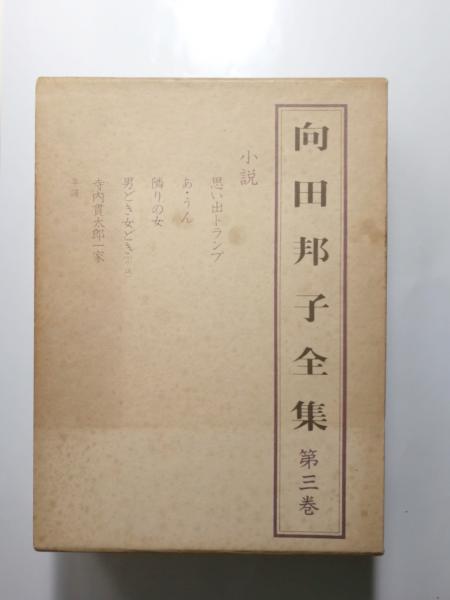 向田邦子全集 第三巻
小説
思い出トランプ
あ・うん
隣りの女
男どき女どき
寺内貫太郎一家
年譜